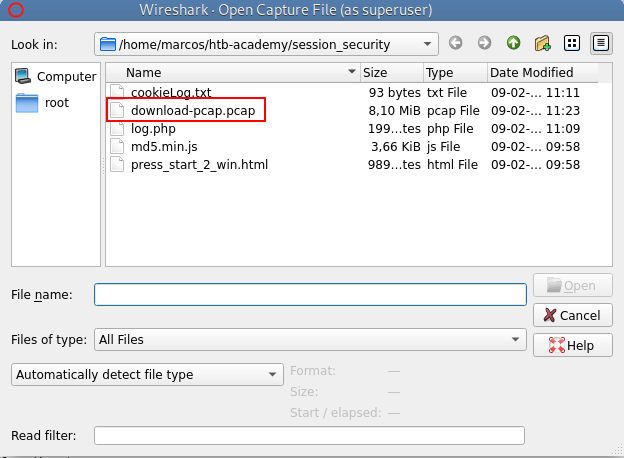 Wireshark · Open Capture File (as superuser)
Look in: /home/marcos/htb-academy/session_security
Computer
root
Name Size Type Date Modified
cookieLog.txt 93 bytes txt File 09-02-... 11:11
download-pcap.pcap 8,10 MiB pcap File 09-02-... 11:23
log.php 199...tes php File 09-02-... 11:09
md5.min.js 3,66 KiB js File 09-02-... 09:58
press_start_2_win.html 989...tes html File 09-02-... 09:58
File name: Open
Cancel
Files of type: All Files
Help
Automatically detect file type
Format: —
Size: —
Start / elapsed: —
Read filter: